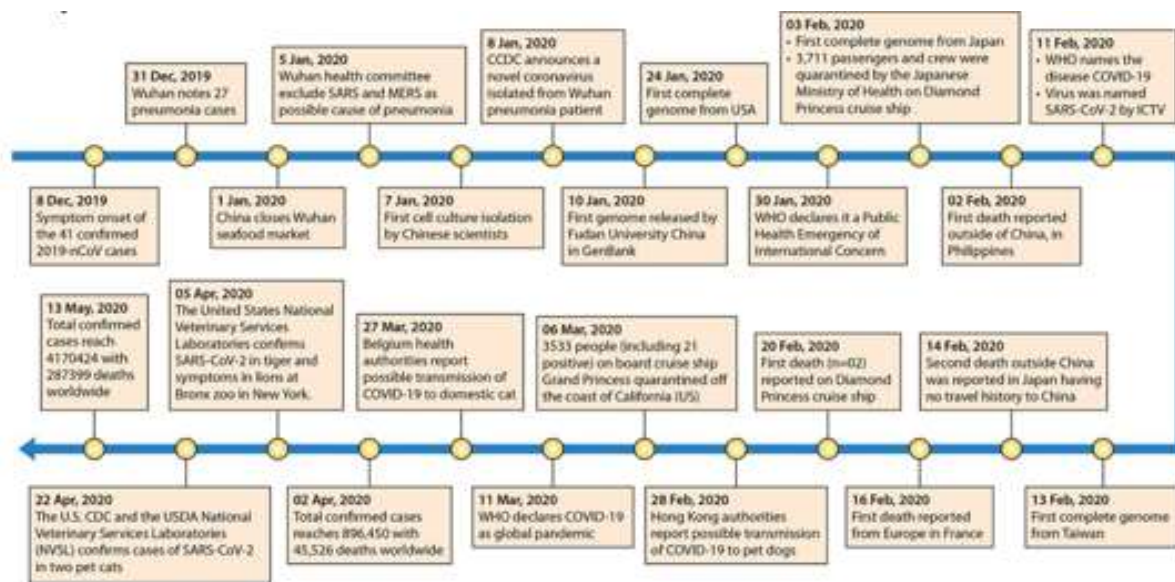 8 Dec, 2019
Symptom onset of
the 41 confirmed
2019-nCoV cases
31 Dec, 2019
Wuhan notes 27
pneumonia cases
1 Jan, 2020
China closes Wuhan
seafood market
5 Jan, 2020
Wuhan health committee
exclude SARS and MERS as
possible cause of pneumonia
7 Jan, 2020
First cell culture isolation
by Chinese scientists
8 Jan, 2020
CCDC announces a
novel coronavirus
isolated from Wuhan
pneumonia patient
10 Jan, 2020
First genome released by
Fudan University China
in GenBank
24 Jan, 2020
First complete
genome from USA
30 Jan, 2020
WHO declares it a Public
Health Emergency of
International Concern
03 Feb, 2020
• First complete genome from Japan
• 3,711 passengers and crew were
quarantined by the Japanese
Ministry of Health on Diamond
Princess cruise ship
02 Feb, 2020
First death reported
outside of China, in
Philippines
11 Feb, 2020
• WHO names the
disease COVID-19
• Virus was named
SARS-CoV-2 by ICTV
13 Feb, 2020
First complete genome
from Taiwan
14 Feb, 2020
Second death outside China
was reported in Japan having
no travel history to China
16 Feb, 2020
First death reported
from Europe in France
20 Feb, 2020
First death (n=02)
reported on Diamond
Princess cruise ship
28 Feb, 2020
Hong Kong authorities
report possible transmission
of COVID-19 to pet dogs
06 Mar, 2020
3533 people (including 21
positive) on board cruise ship
Grand Princess quarantined off
the coast of California (US)
11 Mar, 2020
WHO declares COVID-19
as global pandemic
27 Mar, 2020
Belgium health
authorities report
possible transmission of
COVID-19 to domestic cat
02 Apr, 2020
Total confirmed cases
reaches 896,450 with
45,526 deaths worldwide
05 Apr, 2020
The United States National
Veterinary Services
Laboratories confirms
SARS-CoV-2 in tiger and
symptoms in lions at
Bronx zoo in New York.
22 Apr, 2020
The U.S. CDC and the USDA National
Veterinary Services Laboratories
(NVSL) confirms cases of SARS-CoV-2
in two pet cats
13 May, 2020
Total confirmed
cases reach
4170424 with
287399 deaths
worldwide